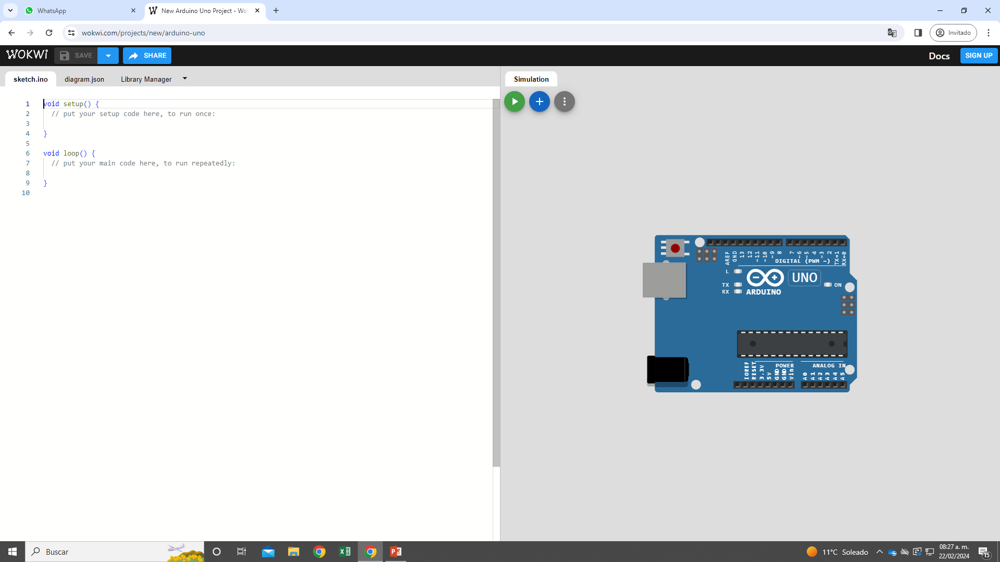 WhatsApp
New Arduino Uno Project - Wok
wokwi.com/projects/new/arduino-uno
Invitado
WOKWi
SAVE
SHARE
Docs
SIGN UP
sketch.ino
diagram.json
Library Manager
Simulation
1 void setup() {
2 // put your setup code here, to run once:
3
4 }
5
6 void loop() {
7 // put your main code here, to run repeatedly:
8
9 }
10
AREF
GND
13
12
~11
~10
~9
8
7
~6
~5
4
~3
2
TX→1
RX←0
DIGITAL (PWM ~)
L
TX
RX
ARDUINO
UNO
ON
POWER
ANALOG IN
IOREF
RESET
3.3V
5V
GND
GND
Vin
A0
A1
A2
A3
A4
A5
Buscar
11°C Soleado
08:27 a. m.
22/02/2024
15